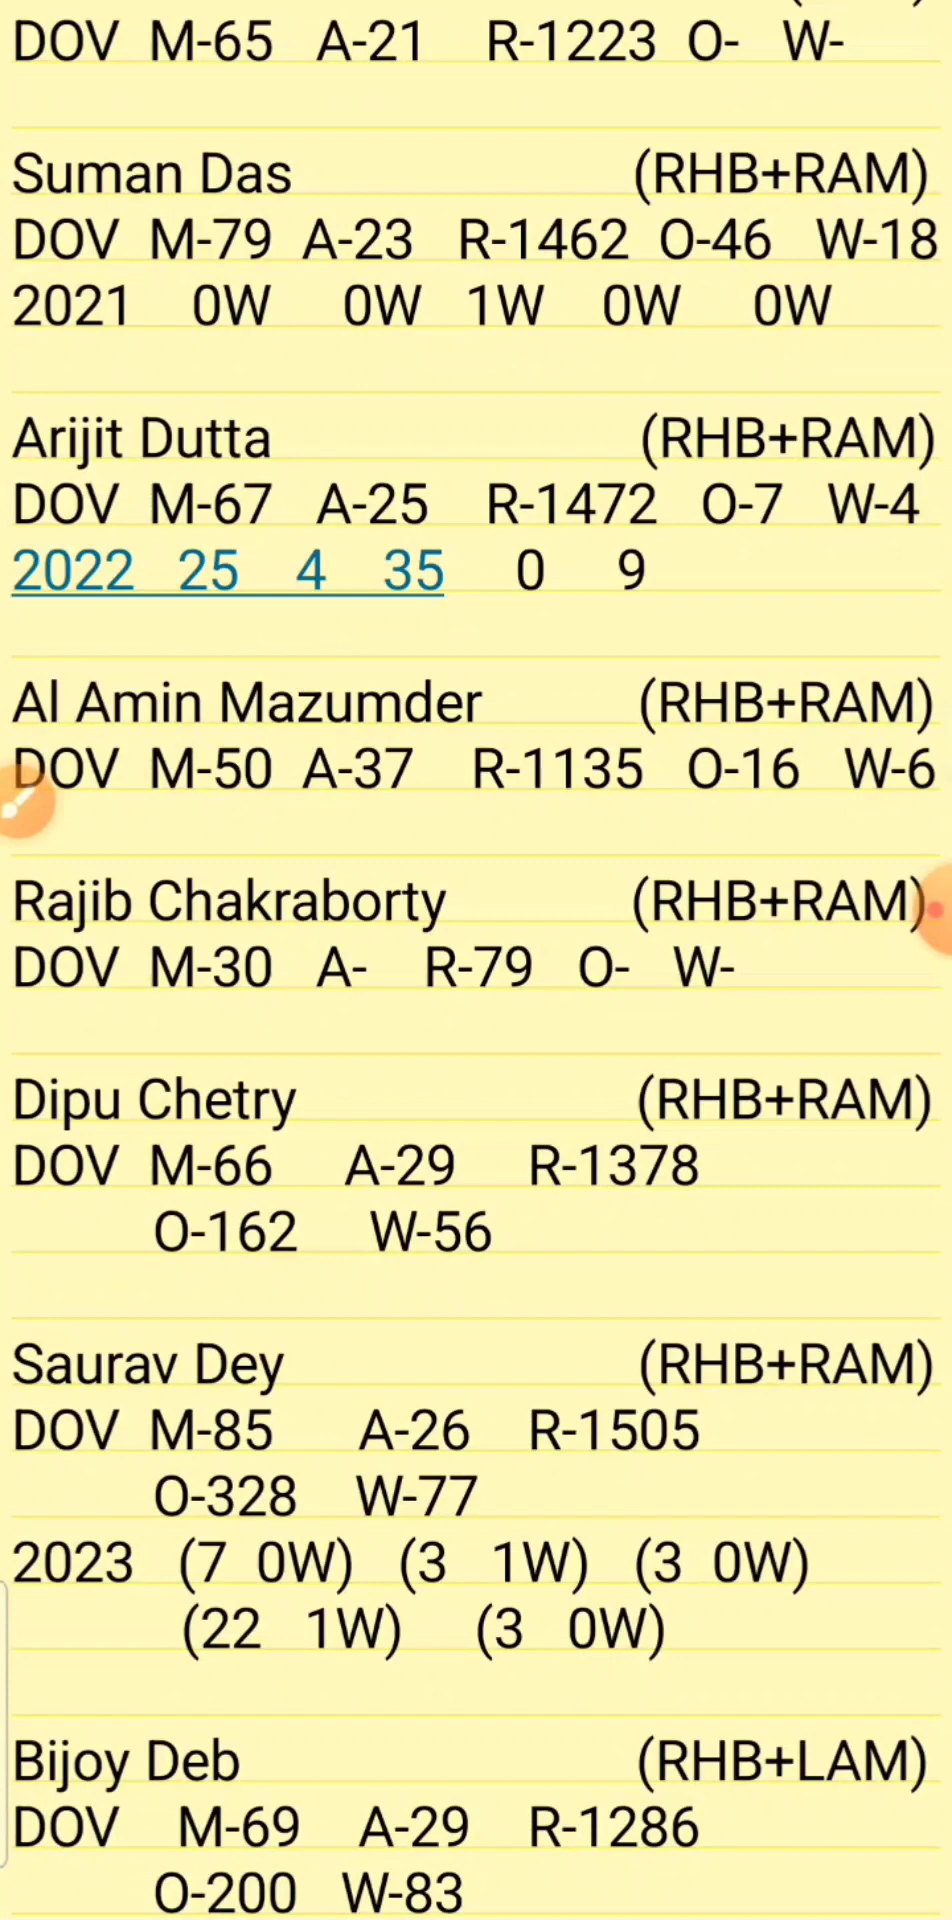 DOV M-65 A-21 R-1223 O- W-
Suman Das (RHB+RAM)
DOV M-79 A-23 R-1462 O-46 W-18
2021 0W 0W 1W 0W 0W
Arijit Dutta (RHB+RAM)
DOV M-67 A-25 R-1472 O-7 W-4
2022 25 4 35 0 9
Al Amin Mazumder (RHB+RAM)
DOV M-50 A-37 R-1135 O-16 W-6
Rajib Chakraborty (RHB+RAM)
DOV M-30 A- R-79 O- W-
Dipu Chetry (RHB+RAM)
DOV M-66 A-29 R-1378
O-162 W-56
Saurav Dey (RHB+RAM)
DOV M-85 A-26 R-1505
O-328 W-77
2023 (7 0W) (3 1W) (3 0W)
(22 1W) (3 0W)
Bijoy Deb (RHB+LAM)
DOV M-69 A-29 R-1286
O-200 W-83